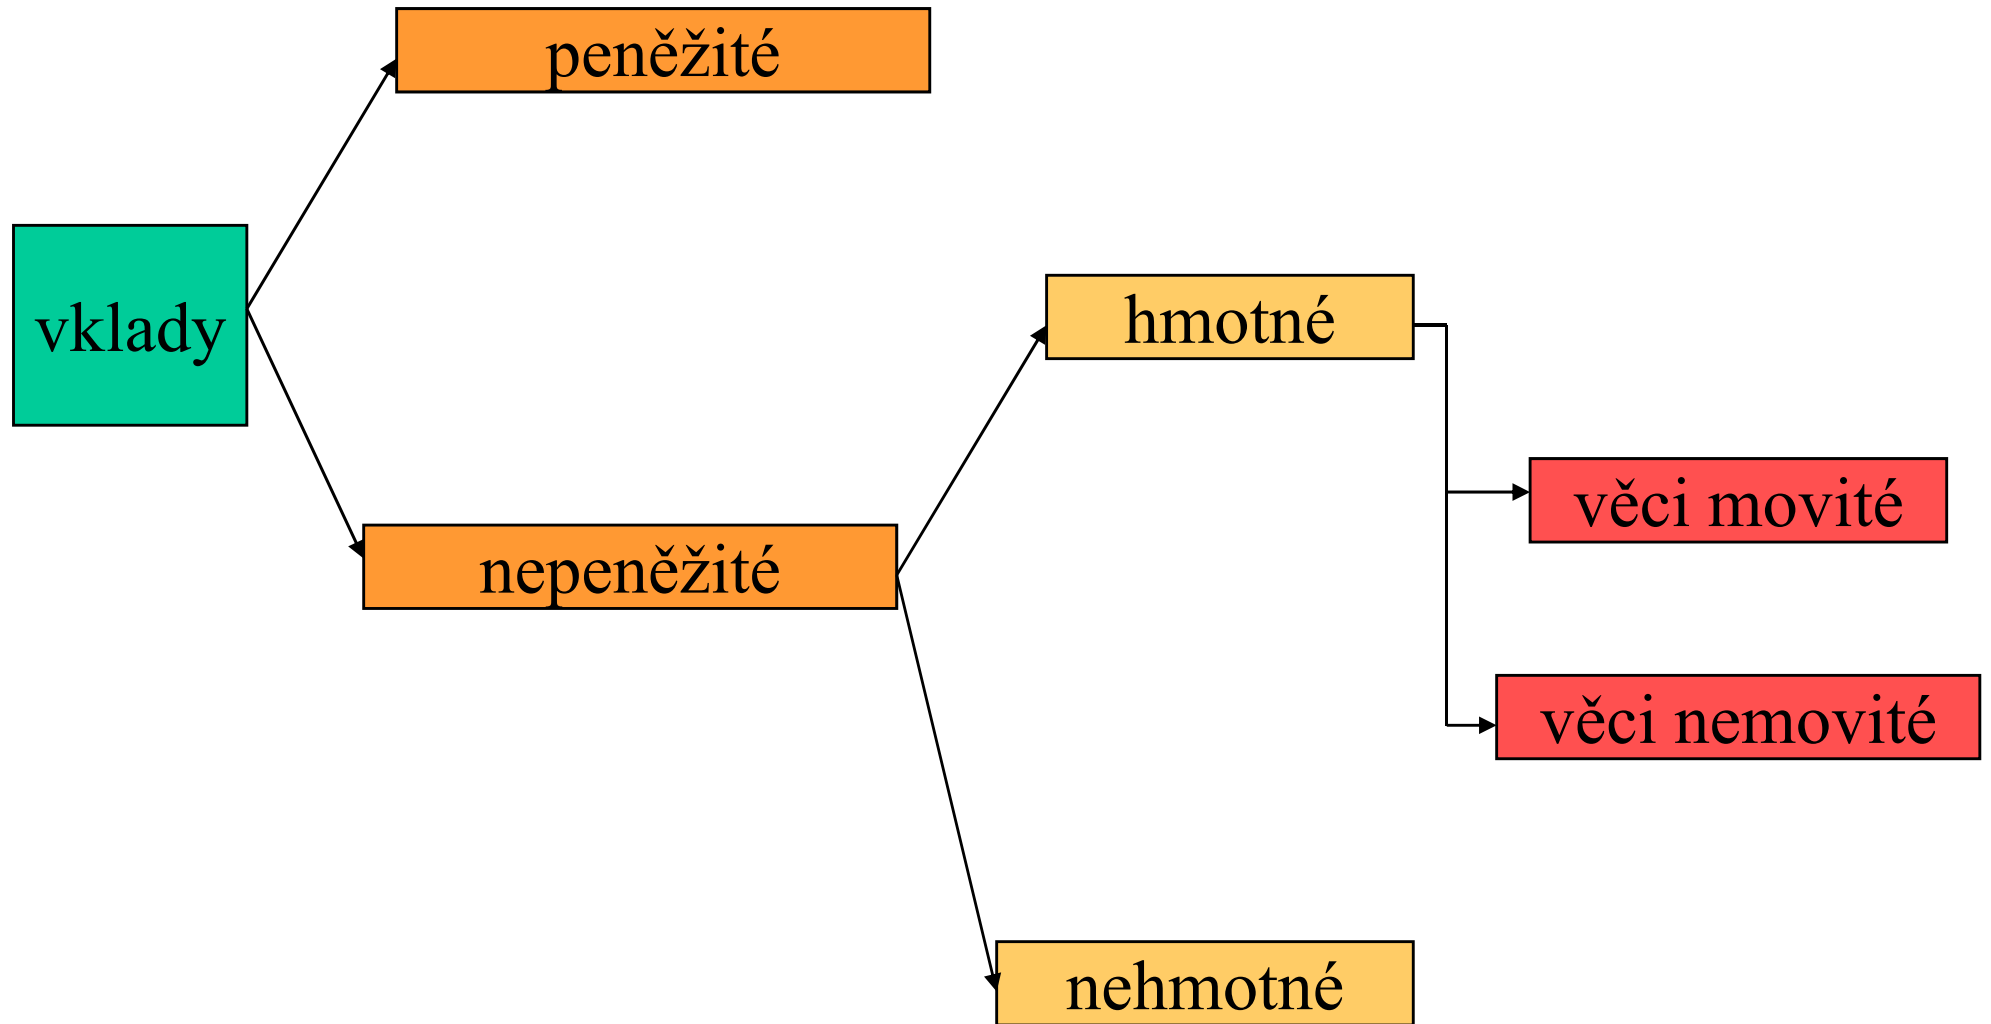 peněžité
vklady
hmotné
věci movité
nepeněžité
věci nemovité
nehmotné